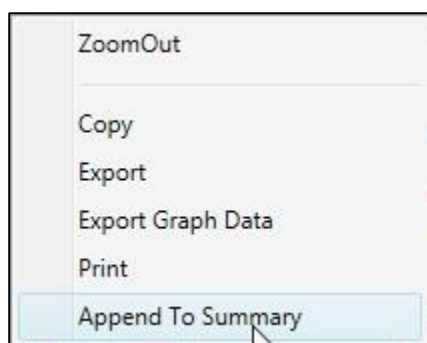 ZoomOut
Copy
Export
Export Graph Data
Print
Append To Summary